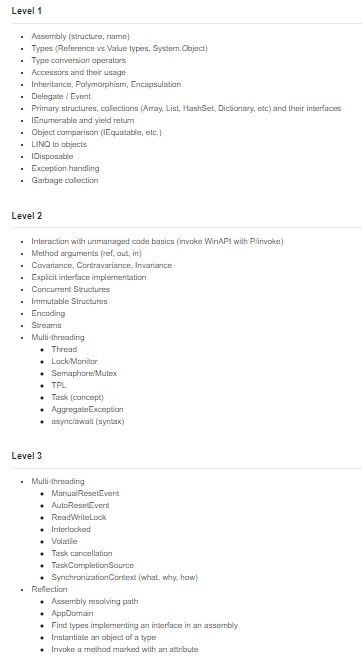 Level 1
Assembly (structure, name)
Types (Reference vs Value types, System.Object)
Type conversion operators
Accessors and their usage
Inheritance, Polymorphism, Encapsulation
Delegate / Event
Primary structures, collections (Array, List, HashSet, Dictionary, etc) and their interfaces
IEnumerable and yield return
Object comparison (IEquatable, etc.)
LINQ to objects
IDisposable
Exception handling
Garbage collection
Level 2
Interaction with unmanaged code basics (invoke WinAPI with P/invoke)
Method arguments (ref, out, in)
Covariance, Contravariance, Invariance
Explicit interface implementation
Concurrent Structures
Immutable Structures
Encoding
Streams
Multi-threading
Thread
Lock/Monitor
Semaphore/Mutex
TPL
Task (concept)
AggregateException
async/await (syntax)
Level 3
Multi-threading
ManualResetEvent
AutoResetEvent
ReadWriteLock
Interlocked
Volatile
Task cancellation
TaskCompletionSource
SynchronizationContext (what, why, how)
Reflection
Assembly resolving path
AppDomain
Find types implementing an interface in an assembly
Instantiate an object of a type
Invoke a method marked with an attribute